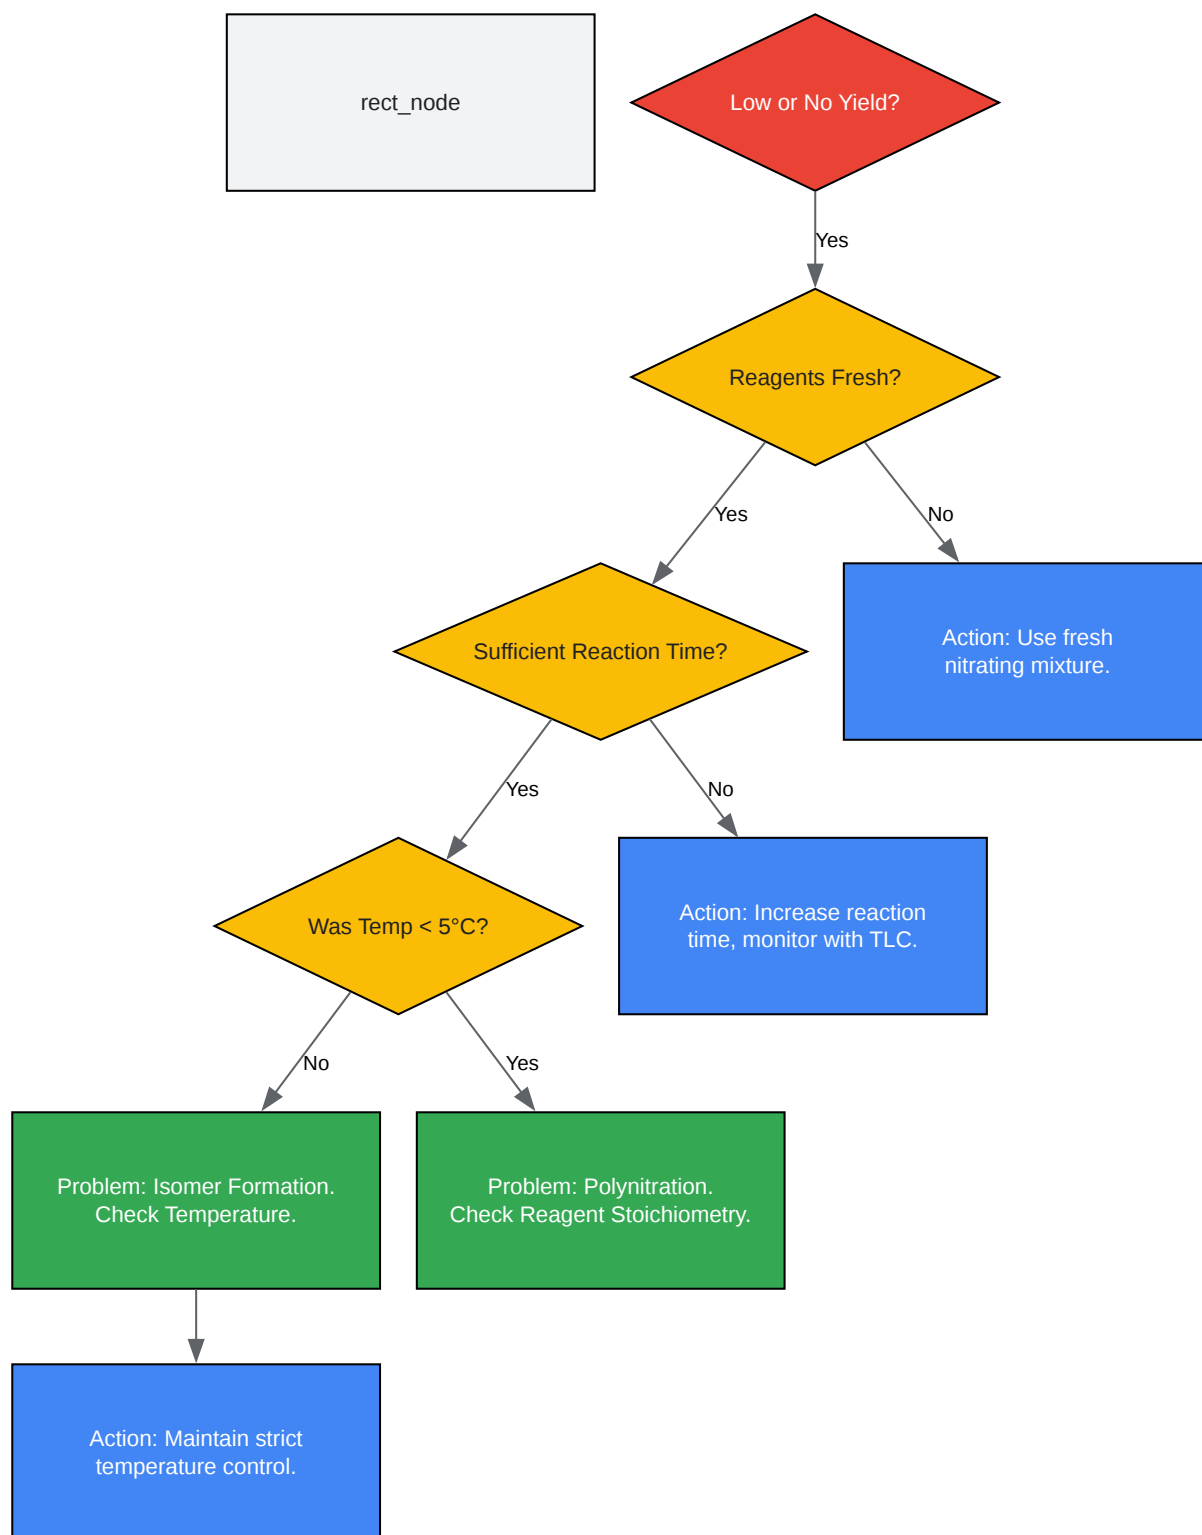 rect_node
Low or No Yield?
Yes
Reagents Fresh?
Yes
No
Action: Use fresh
nitrating mixture.
Sufficient Reaction Time?
Yes
No
Action: Increase reaction
time, monitor with TLC.
Was Temp < 5°C?
No
Yes
Problem: Isomer Formation.
Check Temperature.
Problem: Polynitration.
Check Reagent Stoichiometry.
Action: Maintain strict
temperature control.